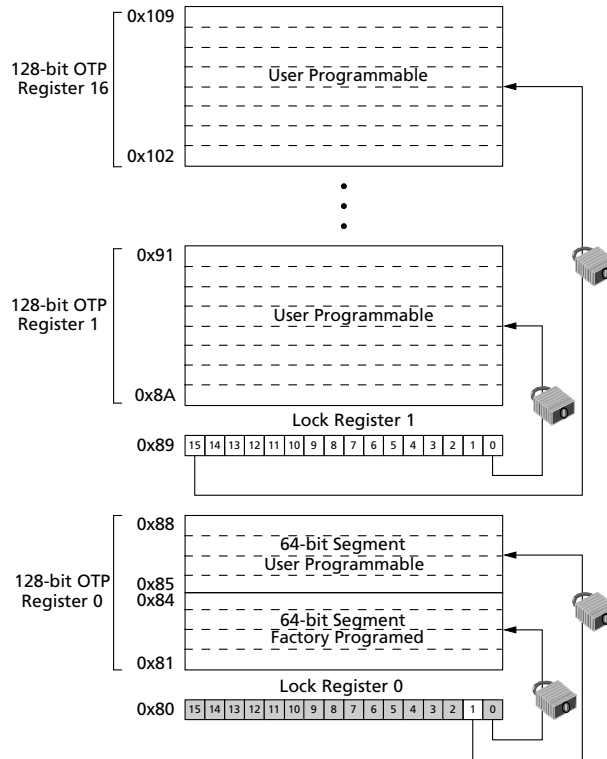 0x109
128-bit OTP
Register 16
User Programmable
0x102
0x91
128-bit OTP
Register 1
User Programmable
0x8A
Lock Register 1
0x89
15 14 13 12 11 10 9 8 7 6 5 4 3 2 1 0
0x88
64-bit Segment
User Programmable
128-bit OTP
Register 0
0x85
0x84
64-bit Segment
Factory Programed
0x81
Lock Register 0
0x80
15 14 13 12 11 10 9 8 7 6 5 4 3 2 1 0